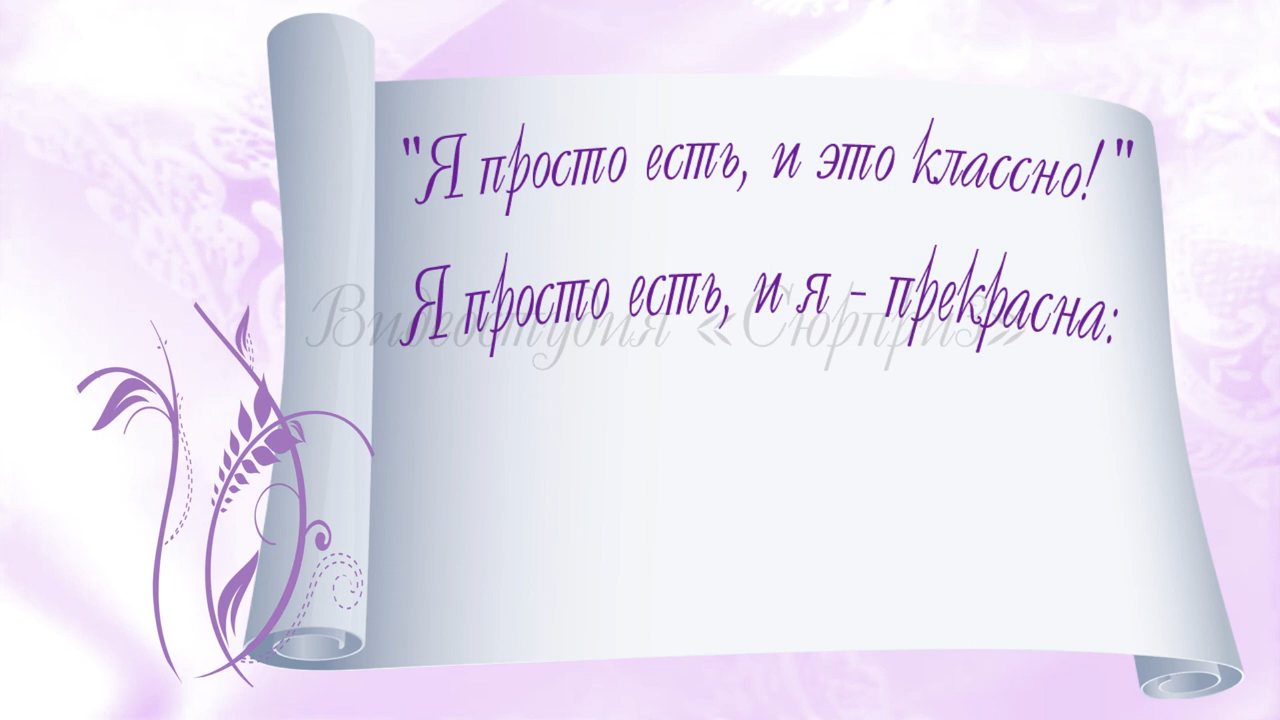 "Я просто есть, и это классно!"
Я просто есть, и я - прекрасна:
Видеостудия «Сюрприз»